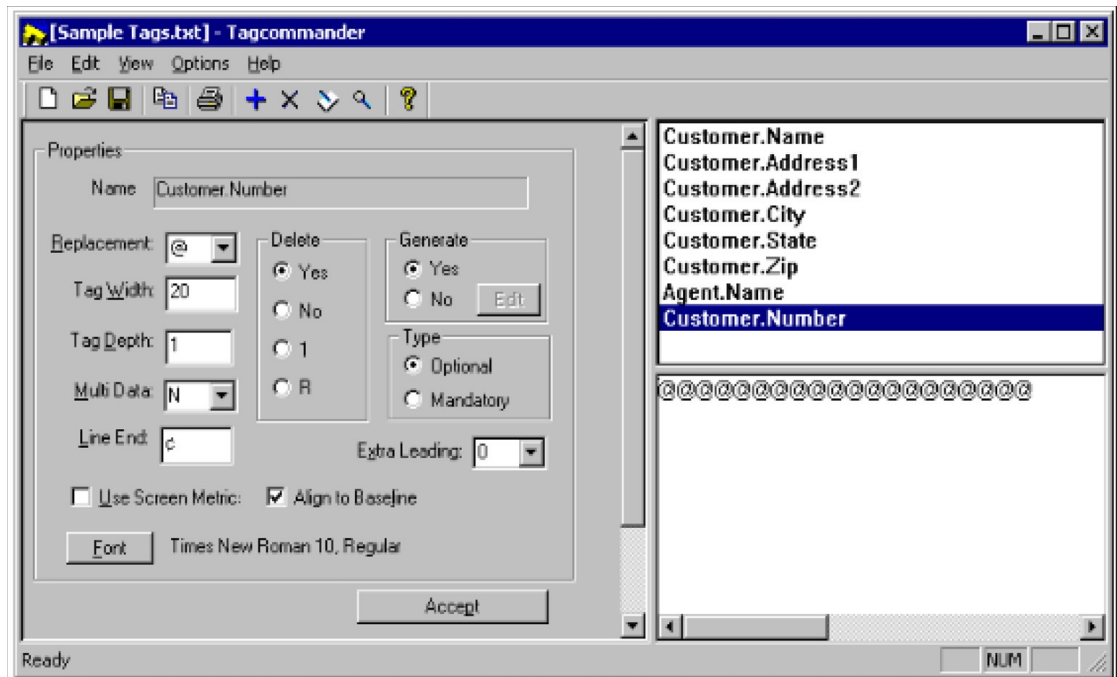 [Sample Tags.txt] - Tagcommander
File Edit View Options Help
Properties
Name Customer.Number
Replacement: @
Tag Width: 20
Tag Depth: 1
Multi Data: N
Line End: ¢
Delete
Yes
No
1
R
Generate
Yes
No Edit
Type
Optional
Mandatory
Extra Leading: 0
Use Screen Metric: Align to Baseline
Font Times New Roman 10, Regular
Accept
Customer.Name
Customer.Address1
Customer.Address2
Customer.City
Customer.State
Customer.Zip
Agent.Name
Customer.Number
@@@@@@@@@@@@@@@@@@@@
Ready NUM